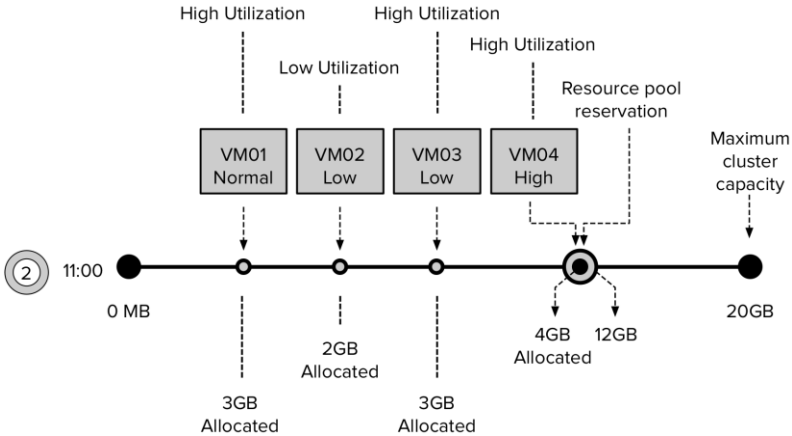 High Utilization
High Utilization
Low Utilization
High Utilization
Resource pool
reservation
Maximum
cluster
capacity
VM01
Normal
VM02
Low
VM03
Low
VM04
High
2
11:00
0 MB
20GB
3GB
Allocated
2GB
Allocated
3GB
Allocated
4GB
Allocated
12GB